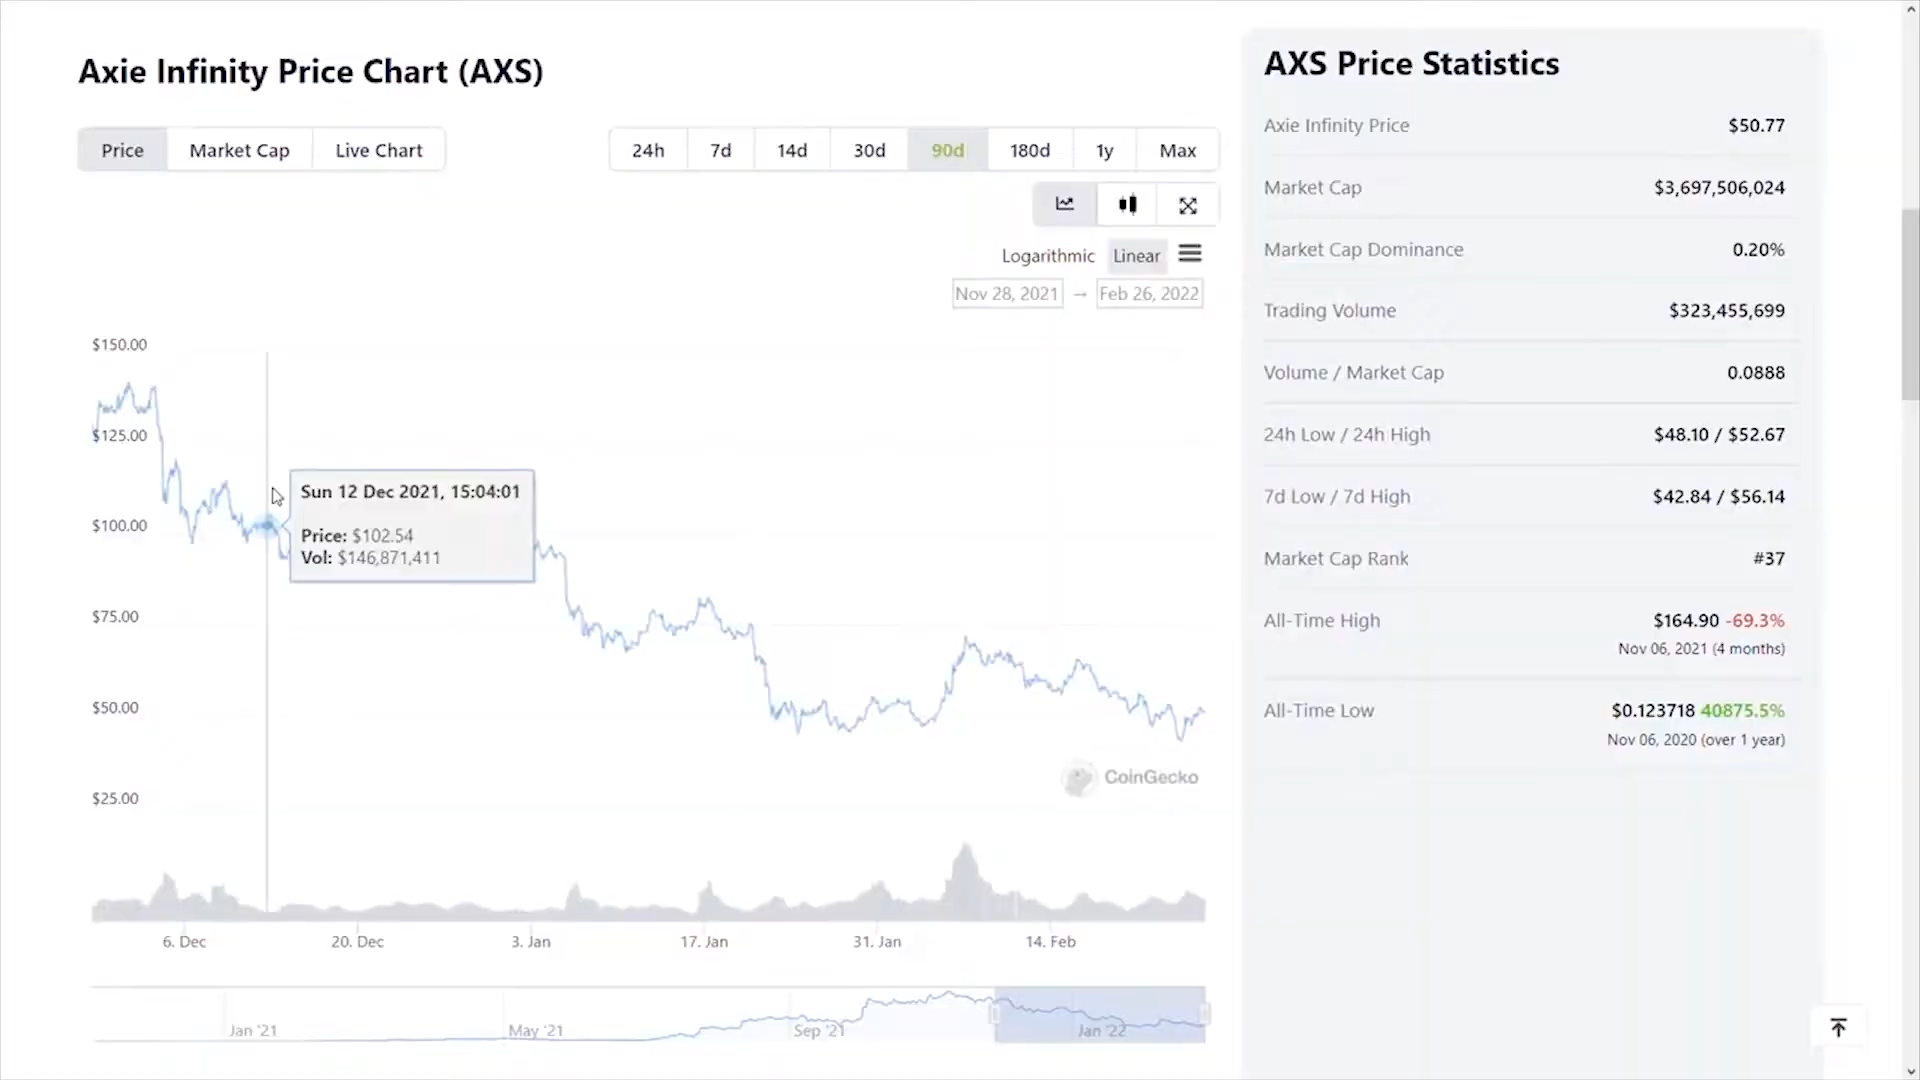 Axie Infinity Price Chart (AXS)
Price Market Cap Live Chart
24h 7d 14d 30d 90d 180d 1y Max
Logarithmic Linear
Nov 28, 2021 → Feb 26, 2022
$150.00
$125.00
$100.00
$75.00
$50.00
$25.00
Sun 12 Dec 2021, 15:04:01
Price: $102.54
Vol: $146,871,411
CoinGecko
6. Dec 20. Dec 3. Jan 17. Jan 31. Jan 14. Feb
Jan '21 May '21 Sep '21 Jan '22
AXS Price Statistics
Axie Infinity Price $50.77
Market Cap $3,697,506,024
Market Cap Dominance 0.20%
Trading Volume $323,455,699
Volume / Market Cap 0.0888
24h Low / 24h High $48.10 / $52.67
7d Low / 7d High $42.84 / $56.14
Market Cap Rank #37
All-Time High $164.90 -69.3%
Nov 06, 2021 (4 months)
All-Time Low $0.123718 40875.5%
Nov 06, 2020 (over 1 year)